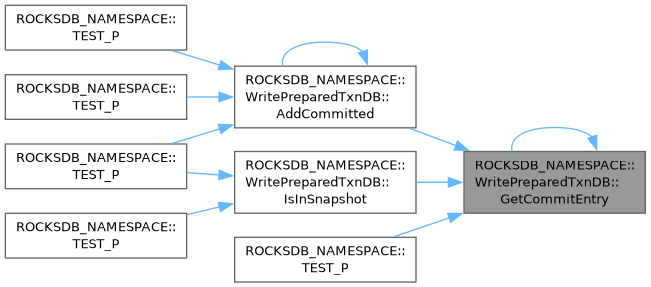 ROCKSDB_NAMESPACE::
TEST_P
ROCKSDB_NAMESPACE::
TEST_P
ROCKSDB_NAMESPACE::
TEST_P
ROCKSDB_NAMESPACE::
TEST_P
ROCKSDB_NAMESPACE::
WritePreparedTxnDB::
AddCommitted
ROCKSDB_NAMESPACE::
WritePreparedTxnDB::
IsInSnapshot
ROCKSDB_NAMESPACE::
TEST_P
ROCKSDB_NAMESPACE::
WritePreparedTxnDB::
GetCommitEntry